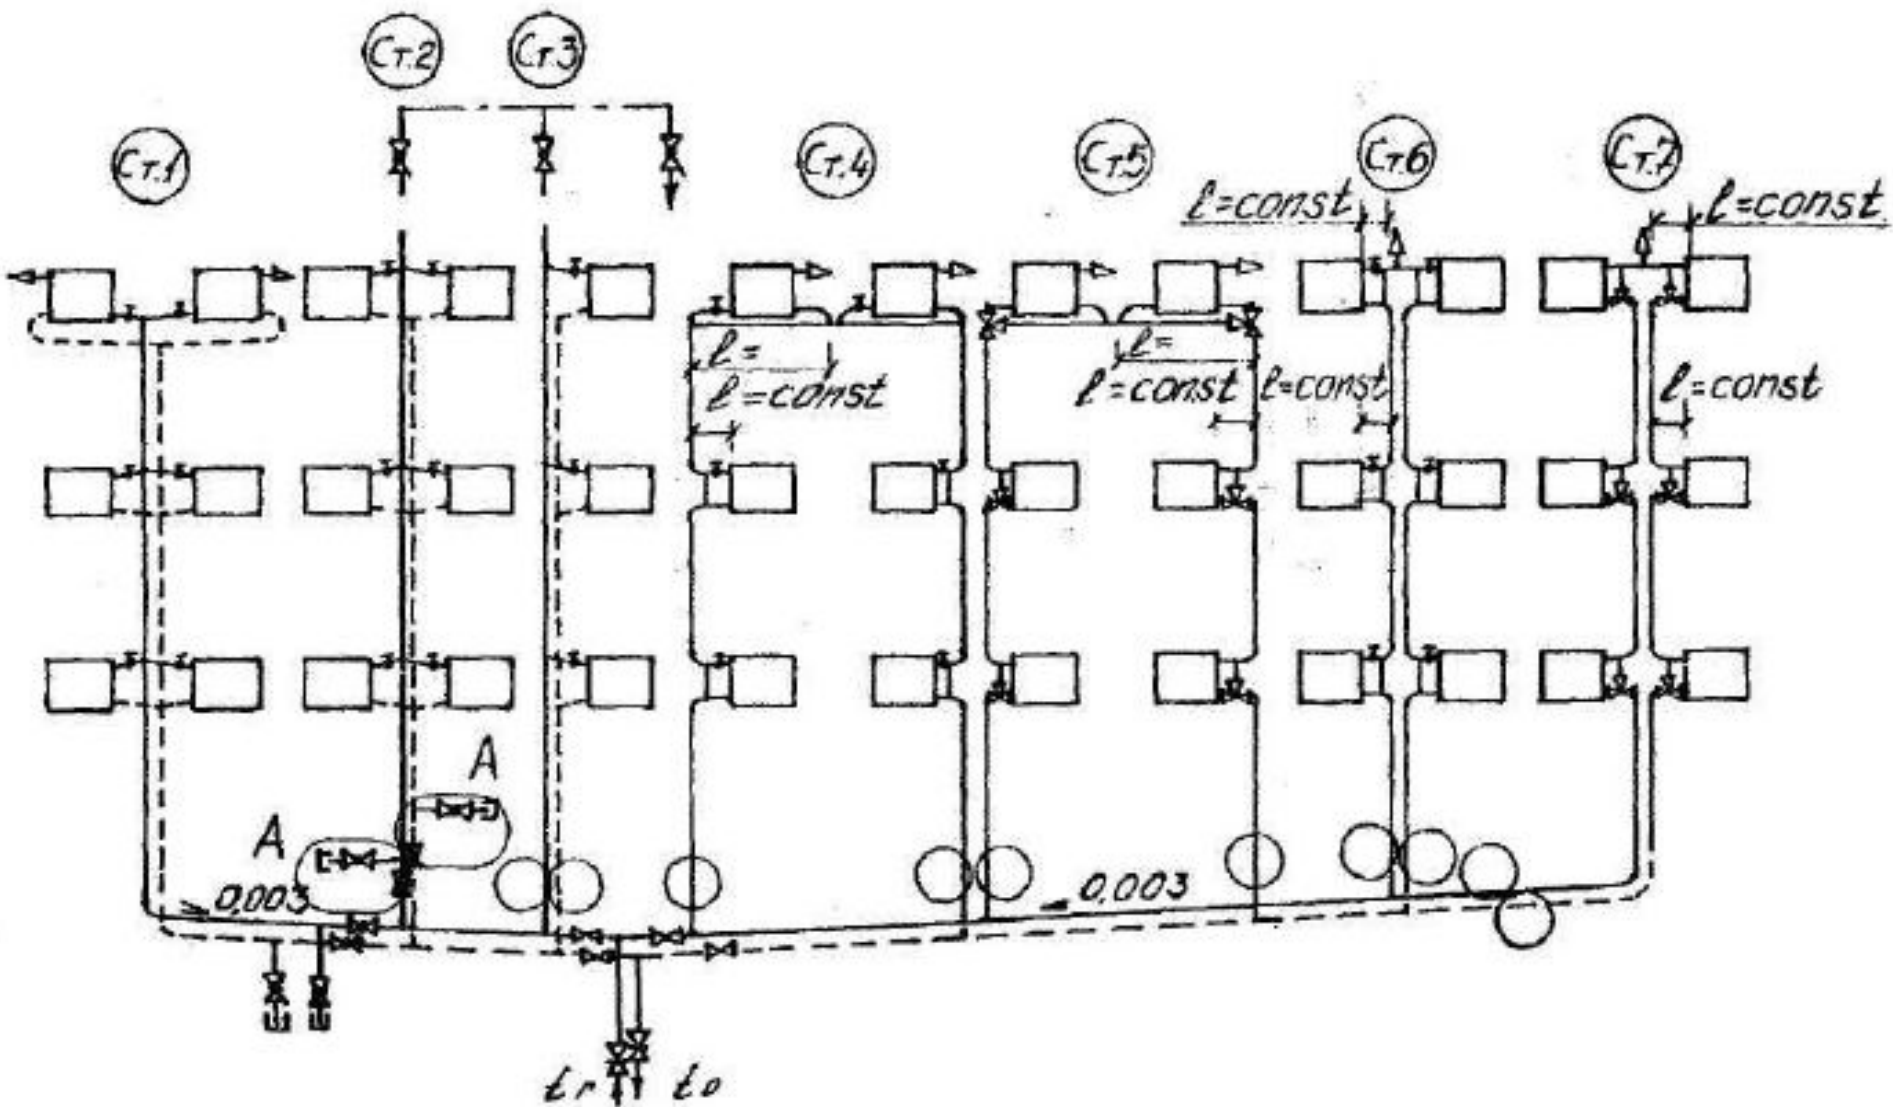 Ст.2
Ст.3
Ст.1
Ст.4
Ст.5
Ст.6
Ст.7
ℓ=const
ℓ=const
ℓ=
ℓ=const
ℓ=
ℓ=const
ℓ=const
ℓ=const
A
A
0,003
0,003
tг
tо